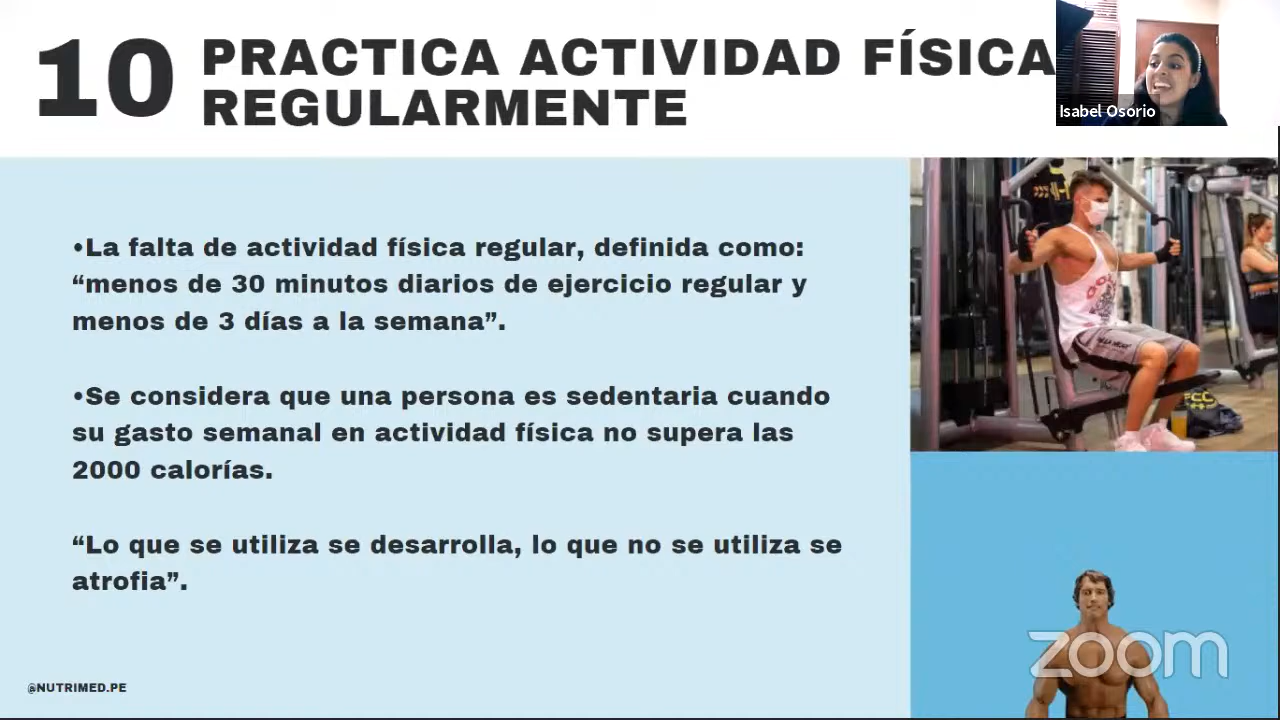 10
PRACTICA ACTIVIDAD FÍSICA
REGULARMENTE
Isabel Osorio
•La falta de actividad física regular, definida como:
“menos de 30 minutos diarios de ejercicio regular y
menos de 3 días a la semana”.
•Se considera que una persona es sedentaria cuando
su gasto semanal en actividad física no supera las
2000 calorías.
“Lo que se utiliza se desarrolla, lo que no se utiliza se
atrofia”.
zoom
@NUTRIMED.PE